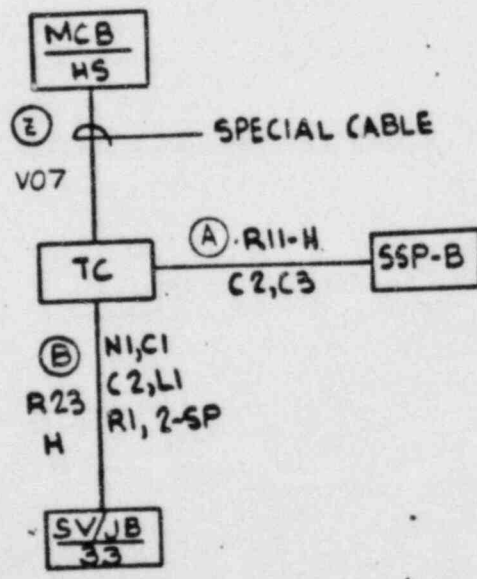 MCB
HS
Z
SPECIAL CABLE
V07
A R11-H
TC
SSP-B
C2,C3
B
N1,C1
C2,L1
R23
R1, 2-SP
H
SV/JB
33